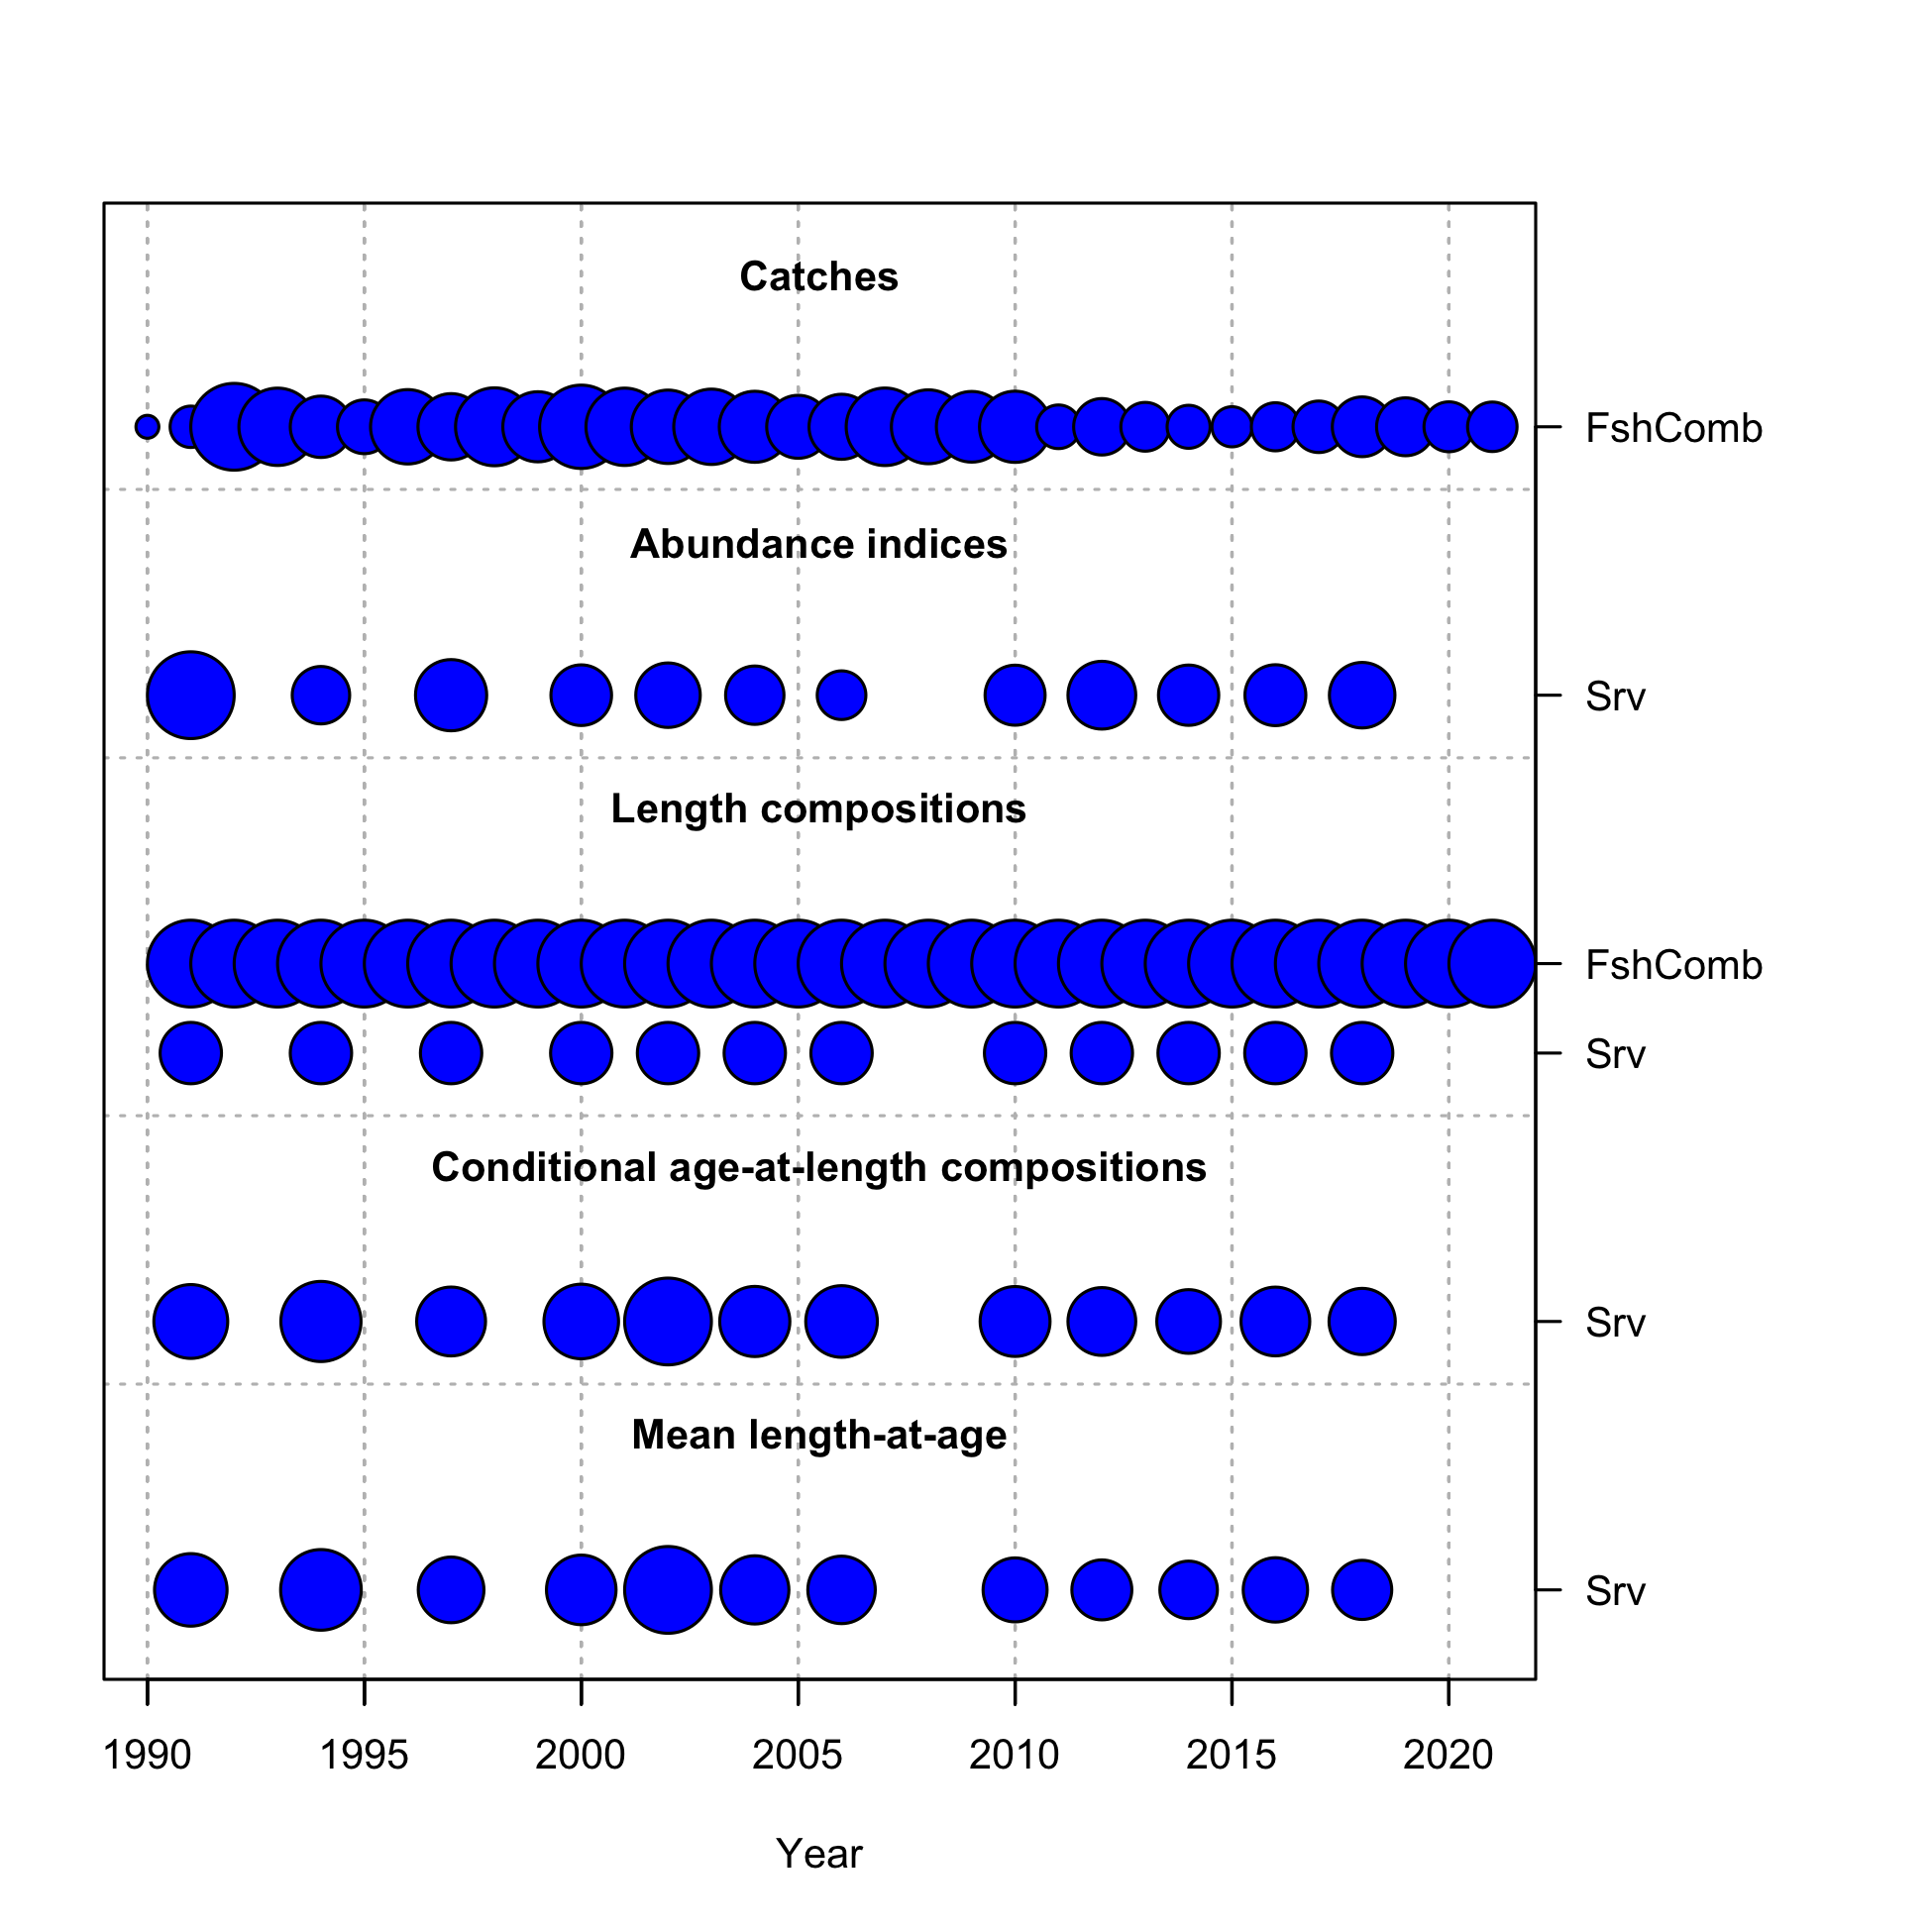 Catches
FshComb
Abundance indices
Srv
Length compositions
FshComb
Srv
Conditional age-at-length compositions
Srv
Mean length-at-age
Srv
1990 1995 2000 2005 2010 2015 2020
Year